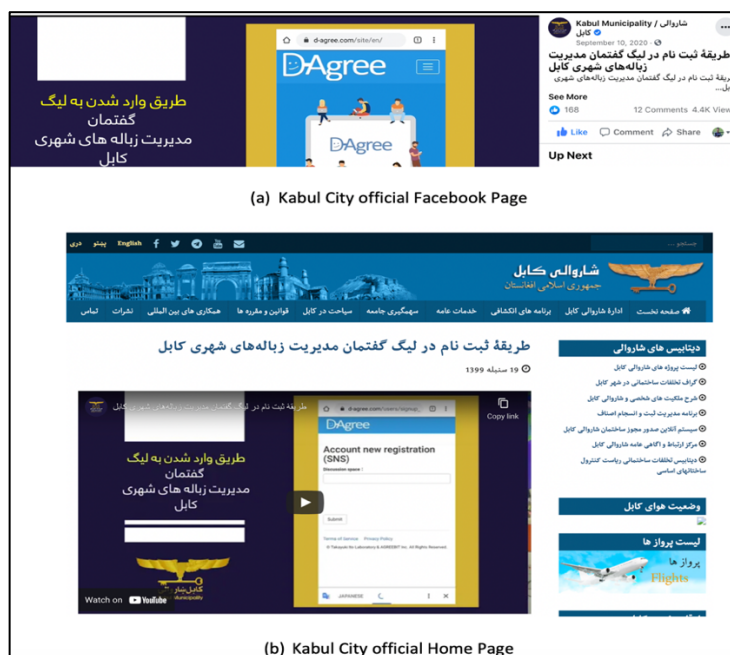 طریق وارد شدن به لیگ
گفتمان
مدیریت زباله های شهری
کابل
d-agree.com/site/en/
D-Agree
D-Agree
Kabul Municipality / شاروالی
کابل
September 10, 2020
طریقهٔ ثبت نام در لیگ گفتمان مدیریت
زباله‌های شهری کابل
See More
168
12 Comments 4.4K View
Like Comment Share
Up Next
(a) Kabul City official Facebook Page
دری پښتو English
جستجو ...
شاروالی کابل
جمهوری اسلامی افغانستان
صفحه نخست ادارۀ شاروالی کابل برنامه های انکشافی خدمات عامه سهمگیری جامعه سیاحت در کابل قوانین و مقرره ها همکاری های بین المللی نشرات تماس
طریقهٔ ثبت نام در لیگ گفتمان مدیریت زباله‌های شهری کابل
19 سنبله 1399
طریقهٔ ثبت نام در لیگ گفتمان مدیریت زباله‌های شهری کابل
Copy link
طریق وارد شدن به لیگ
گفتمان
مدیریت زباله های شهری
کابل
Municipality
Watch on YouTube
D-Agree
Account new registration
(SNS)
Discussion space
Submit
Terms of Service Privacy Policy
JAPANESE
دیتابیس های شاروالی
لیست پروژه های شاروالی کابل
گراف تخلفات ساختمانی در شهر کابل
شرح ملکیت های شخصی و شاروالی کابل
برنامه مدیریت ثبت و انسجام اصناف
سیستم آنلاین صدور مجوز ساختمان شاروالی کابل
مرکز ارتباط و آگاهی عامه شاروالی کابل
دیتابیس تخلفات ساختمانی ریاست کنترول
ساختمانهای اساسی
وضعیت هوای کابل
لیست پرواز ها
پرواز ها
Flights
(b) Kabul City official Home Page